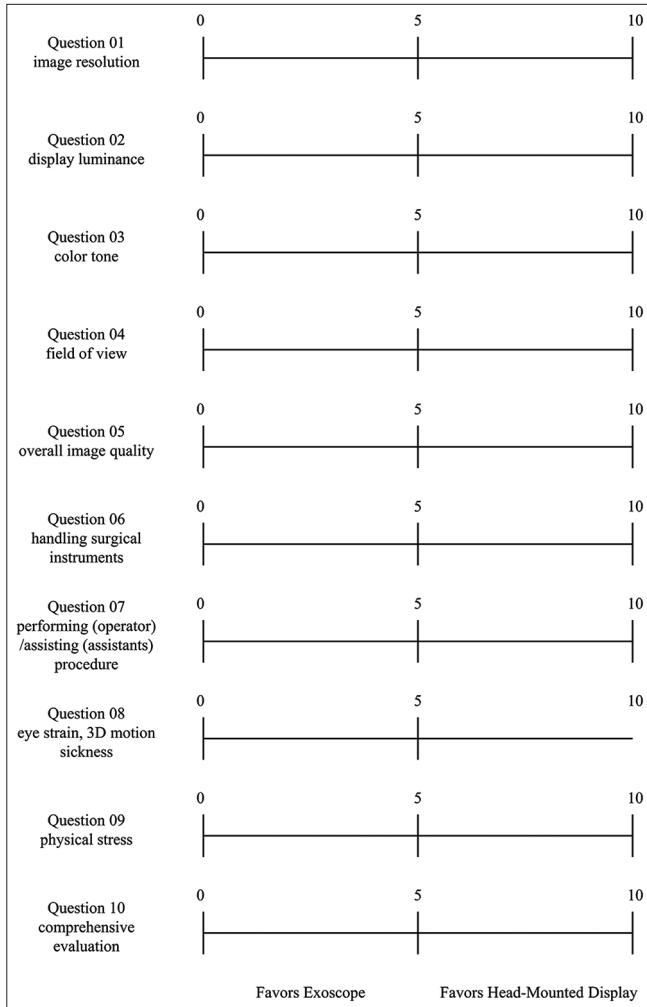 0 5 10
Question 01
image resolution
0 5 10
Question 02
display luminance
0 5 10
Question 03
color tone
0 5 10
Question 04
field of view
0 5 10
Question 05
overall image quality
0 5 10
Question 06
handling surgical
instruments
0 5 10
Question 07
performing (operator)
/assisting (assistants)
procedure
0 5 10
Question 08
eye strain, 3D motion
sickness
0 5 10
Question 09
physical stress
0 5 10
Question 10
comprehensive
evaluation
Favors Exoscope Favors Head-Mounted Display